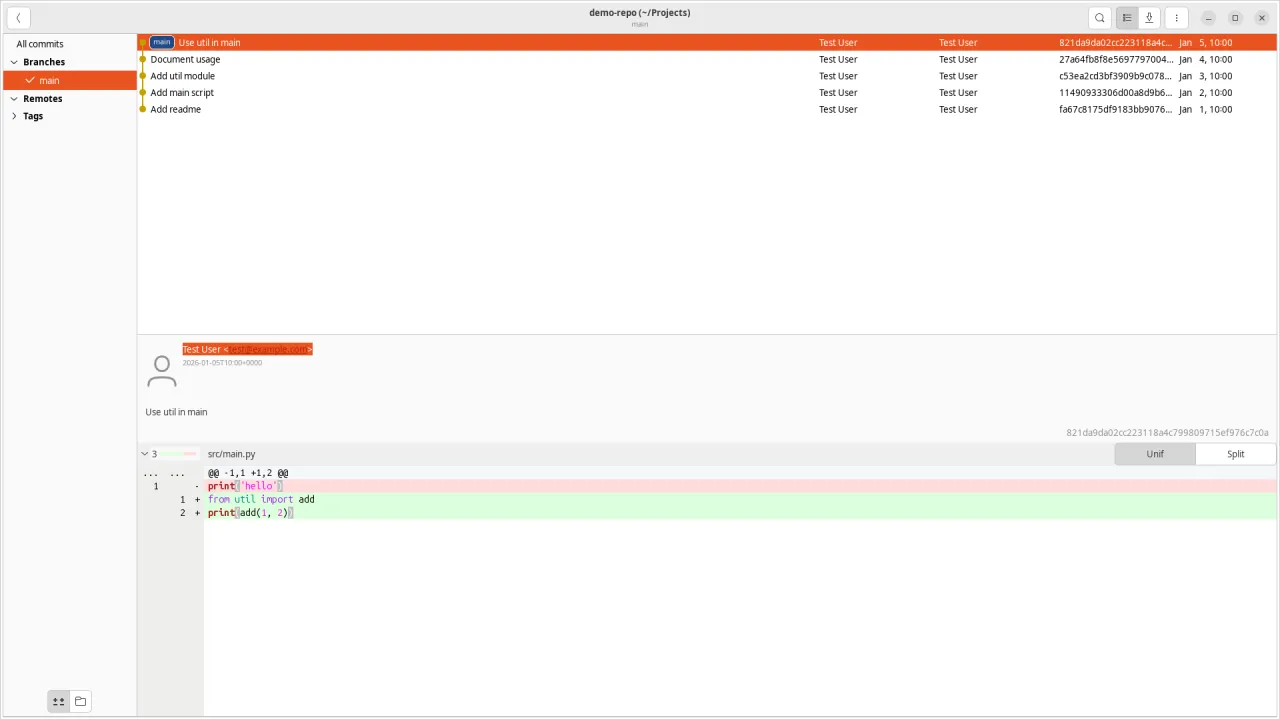 demo-repo (~/Projects)
main
All commits
Branches
main
Remotes
Tags
main Use util in main Test User Test User 821da9da02cc223118a4c... Jan 5, 10:00
Document usage Test User Test User 27a64fb8f8e5697797004... Jan 4, 10:00
Add util module Test User Test User c53ea2cd3bf3909b9c078... Jan 3, 10:00
Add main script Test User Test User 11490933306d00a8d9b6... Jan 2, 10:00
Add readme Test User Test User fa67c8175df9183bb9076... Jan 1, 10:00
Test User <test@example.com>
2026-01-05T10:00+0000
Use util in main
821da9da02cc223118a4c799809715ef976c7c0a
3 src/main.py Unif Split
... ... @@ -1,1 +1,2 @@
1 - print('hello')
1 + from util import add
2 + print(add(1, 2))